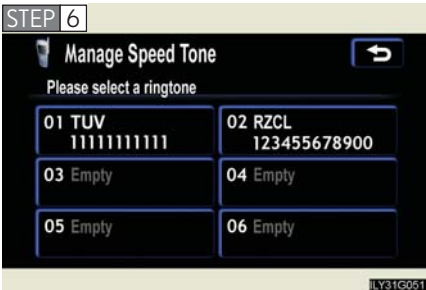 STEP 6
Manage Speed Tone
Please select a ringtone
01 TUV
11111111111
02 RZCL
123455678900
03 Empty
04 Empty
05 Empty
06 Empty
ILY31G051